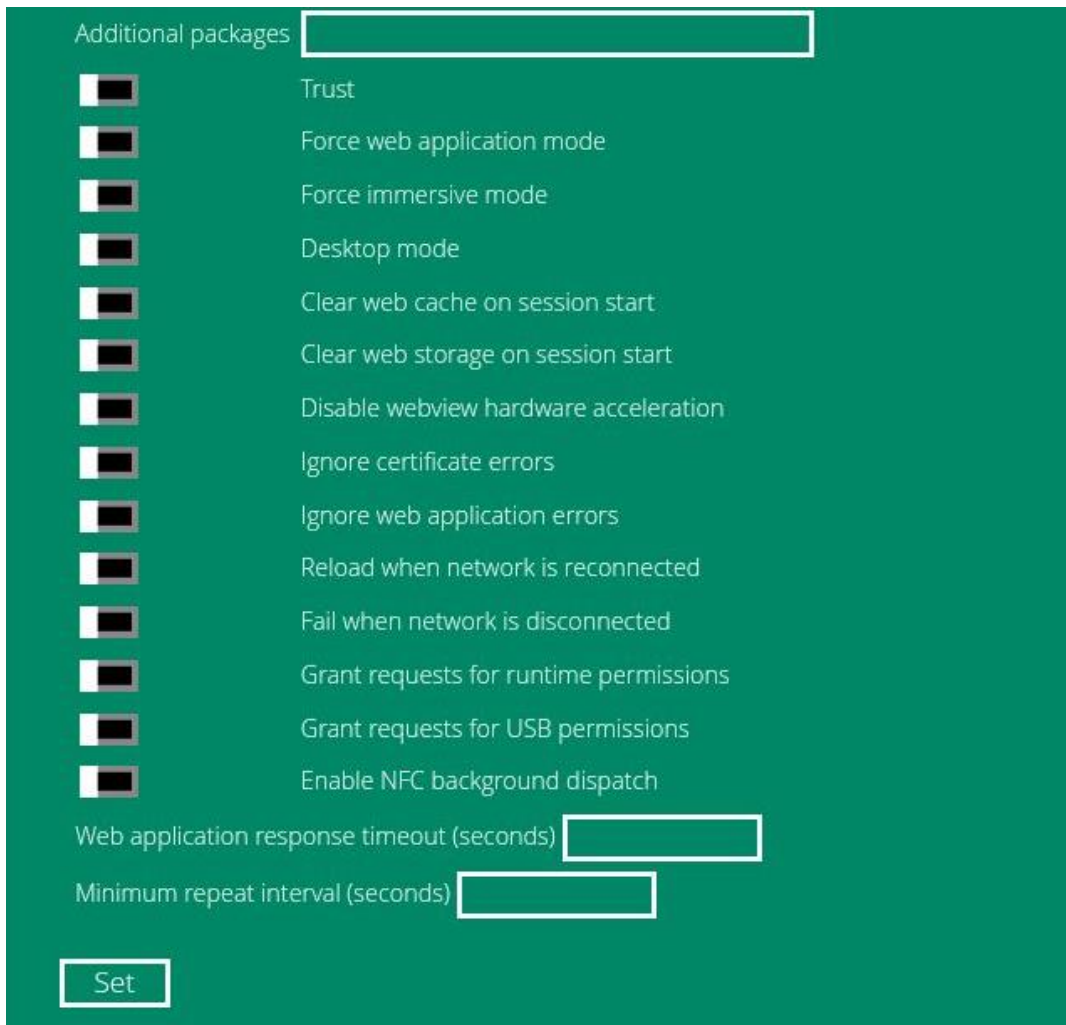 Additional packages
Trust
Force web application mode
Force immersive mode
Desktop mode
Clear web cache on session start
Clear web storage on session start
Disable webview hardware acceleration
Ignore certificate errors
Ignore web application errors
Reload when network is reconnected
Fail when network is disconnected
Grant requests for runtime permissions
Grant requests for USB permissions
Enable NFC background dispatch
Web application response timeout (seconds)
Minimum repeat interval (seconds)
Set